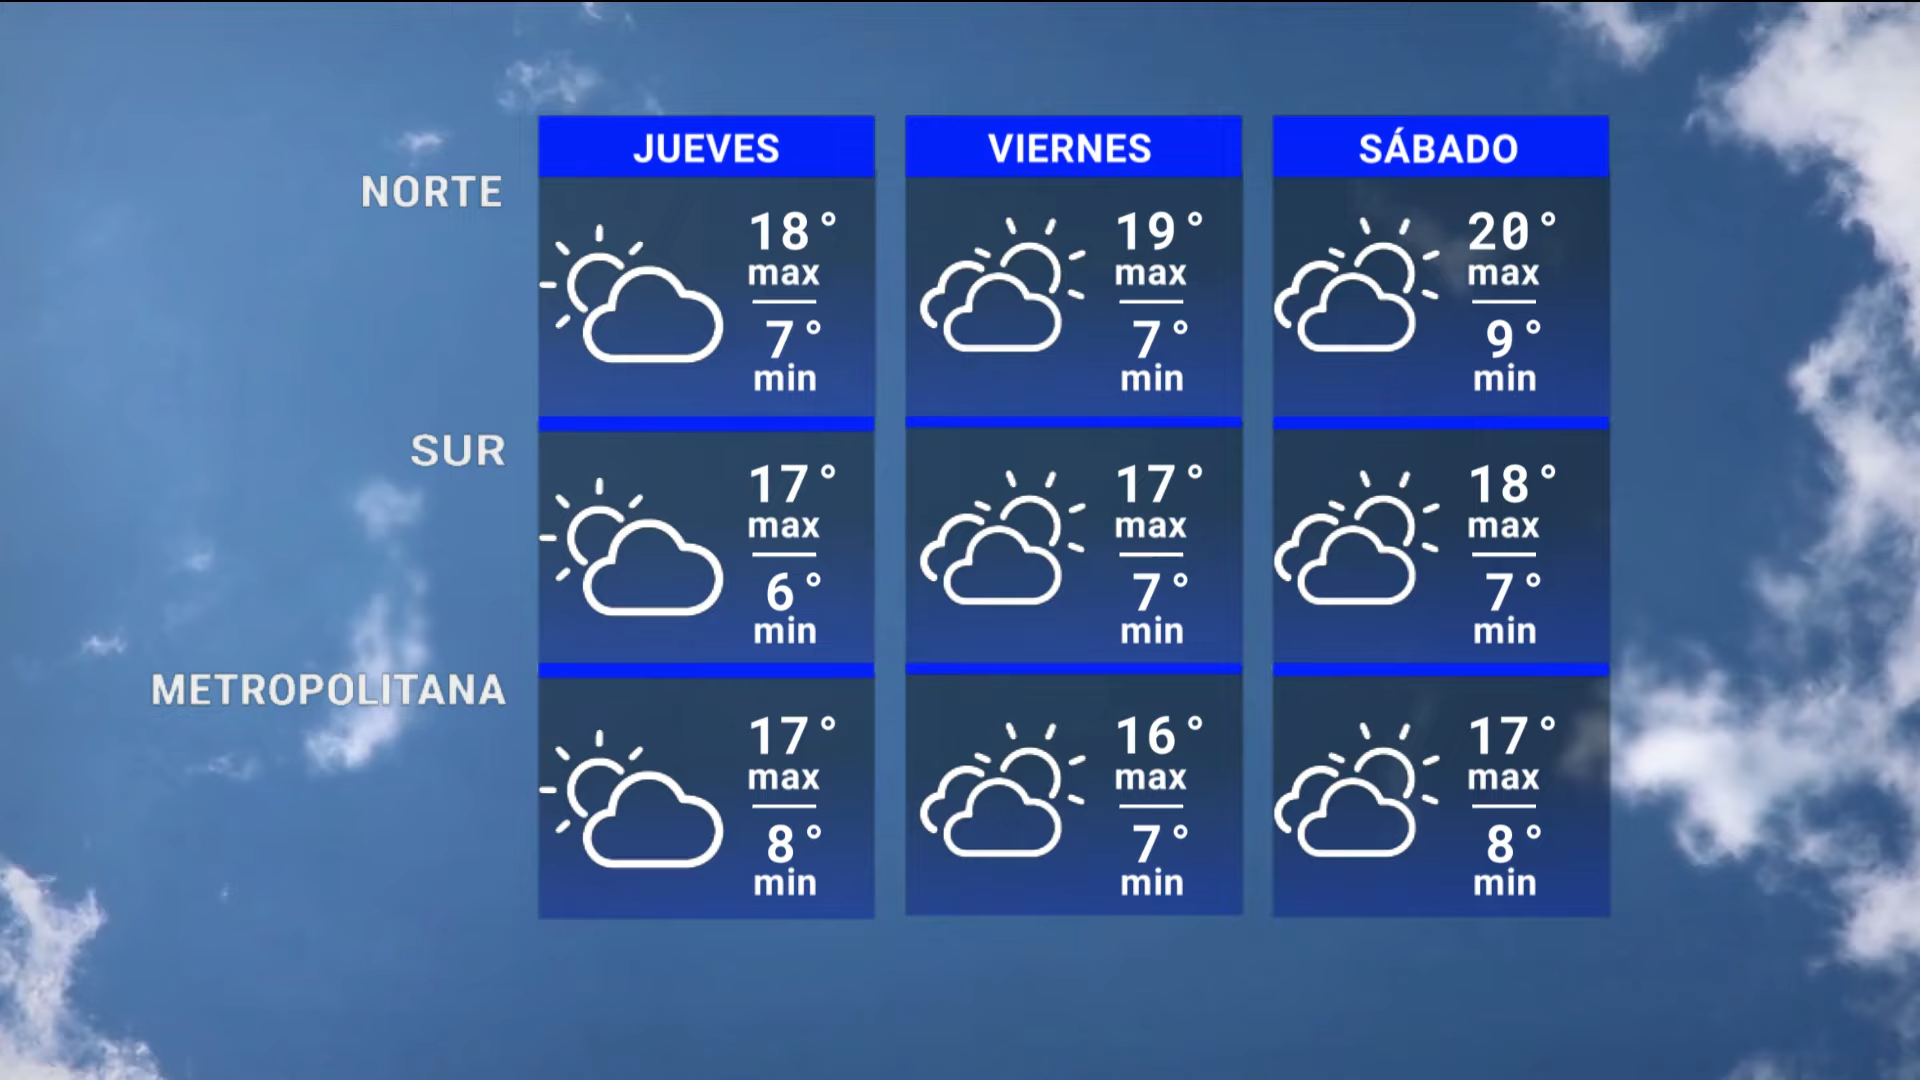 JUEVES
VIERNES
SÁBADO
NORTE
18°
max
7°
min
19°
max
7°
min
20°
max
9°
min
SUR
17°
max
6°
min
17°
max
7°
min
18°
max
7°
min
METROPOLITANA
17°
max
8°
min
16°
max
7°
min
17°
max
8°
min